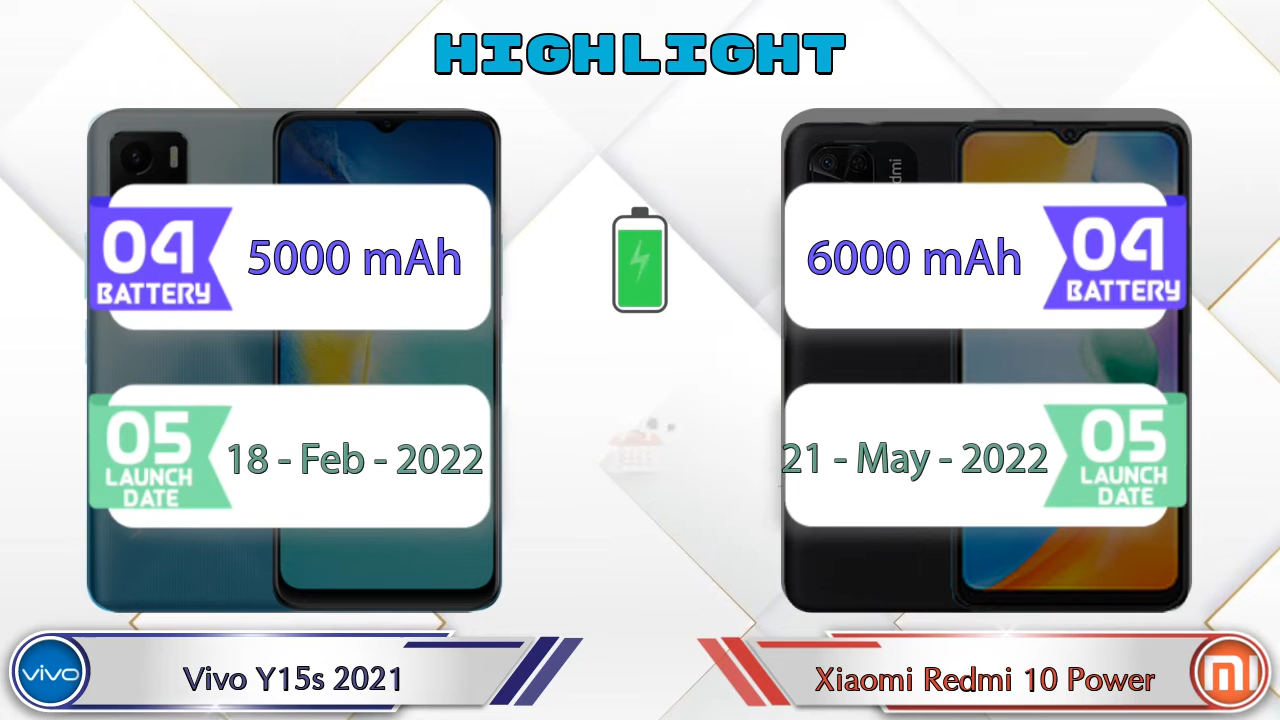 HIGHLIGHT
04
BATTERY
5000 mAh
6000 mAh
04
BATTERY
05
LAUNCH
DATE
18 - Feb - 2022
21 - May - 2022
05
LAUNCH
DATE
vivo
Vivo Y15s 2021
Xiaomi Redmi 10 Power
mi